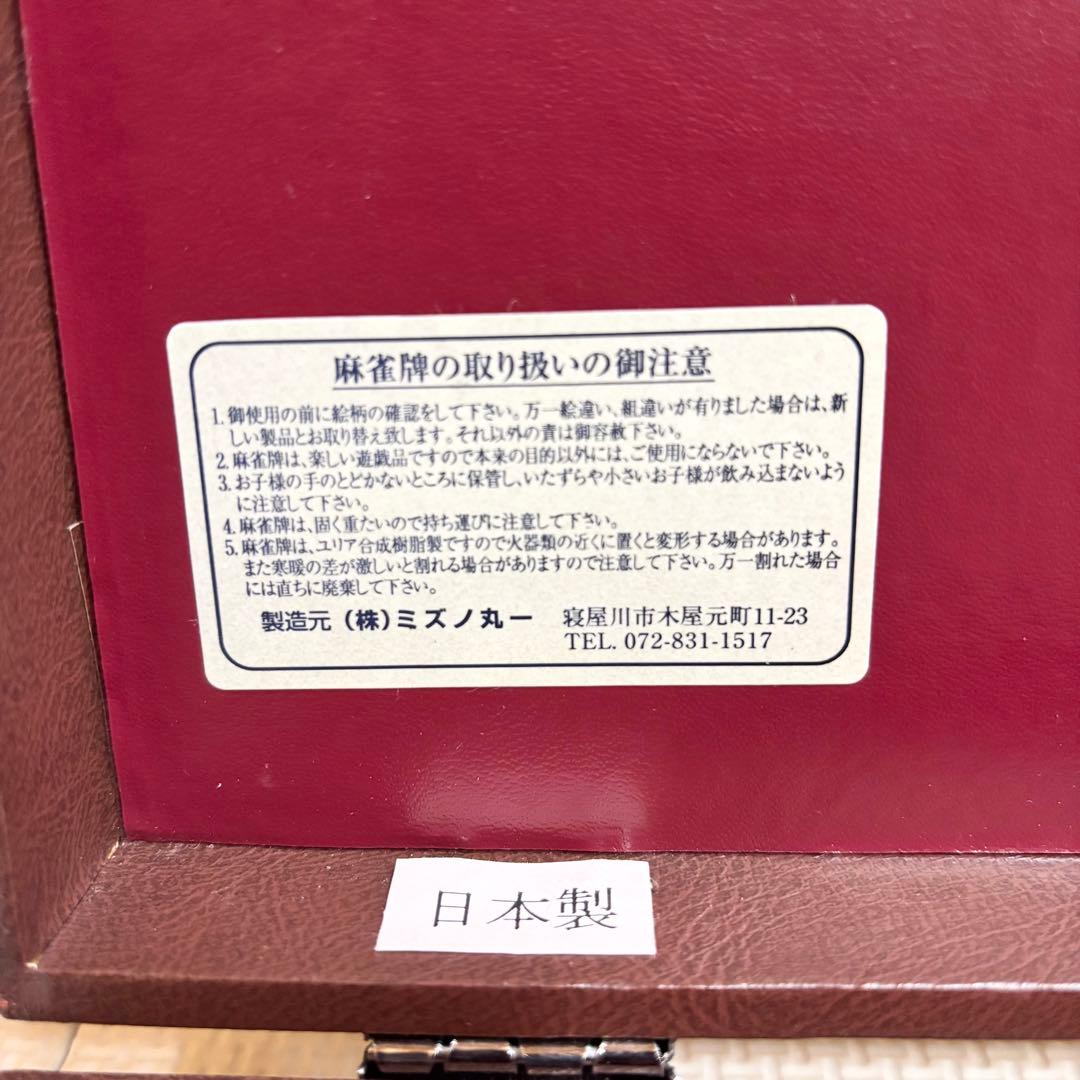 麻雀牌の取り扱いの御注意
1. 御使用の前に絵柄の確認をして下さい。万一絵違い、組違いが有りました場合は、新
しい製品とお取り替え致します。それ以外の責は御容赦下さい。
2. 麻雀牌は、楽しい遊戯品ですので本来の目的以外には、ご使用にならないで下さい。
3. お子様の手のとどかないところに保管し、いたずらや小さいお子様が飲み込まないよう
に注意して下さい。
4. 麻雀牌は、固く重たいので持ち運びに注意して下さい。
5. 麻雀牌は、ユリア合成樹脂製ですので火器類の近くに置くと変形する場合があります。
また寒暖の差が激しいと割れる場合がありますので注意して下さい。万一割れた場合
には直ちに廃棄して下さい。
製造元 (株)ミズノ丸一 寝屋川市木屋元町11-23
TEL. 072-831-1517
日本製